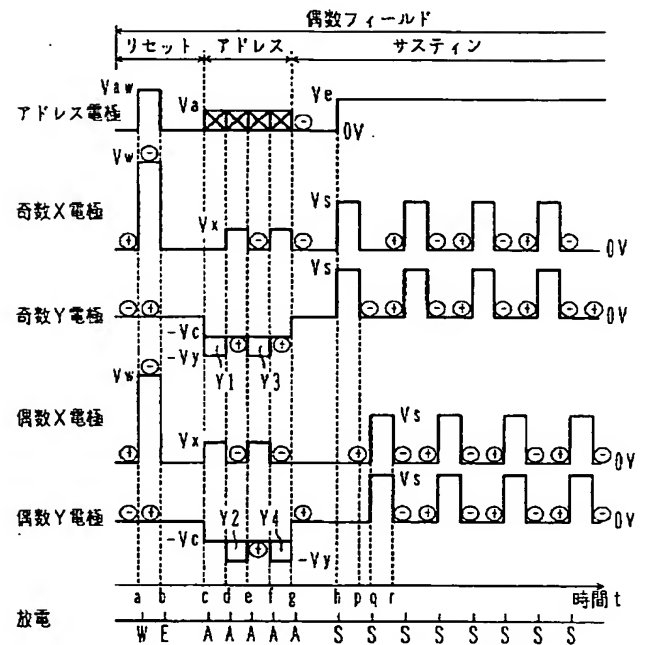 偶数フィールド
リセット アドレス サスティン
アドレス電極 Vaw Va Ve 0V
奇数X電極 Vw Vx Vs 0V
奇数Y電極 Vs 0V
-Vc
-Vy Y1 Y3
偶数X電極 Vw Vx Vs 0V
偶数Y電極 Y2 Y4 Vs 0V
-Vc -Vy
a b c d e f g h p q r 時間t
放電
W E A A A A A S S S S S S S S